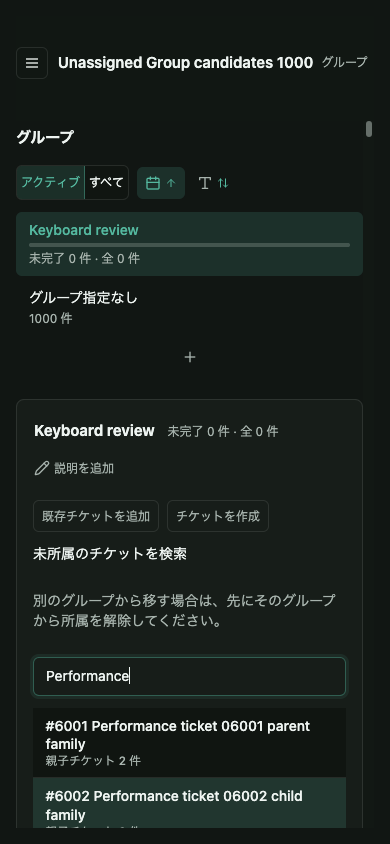 Unassigned Group candidates 1000 グループ
グループ
アクティブ すべて
Keyboard review
未完了 0 件 · 全 0 件
グループ指定なし
1000 件
Keyboard review 未完了 0 件 · 全 0 件
説明を追加
既存チケットを追加 チケットを作成
未所属のチケットを検索
別のグループから移す場合は、先にそのグループ
から所属を解除してください。
Performance
#6001 Performance ticket 06001 parent
family
親子チケット 2 件
#6002 Performance ticket 06002 child
family